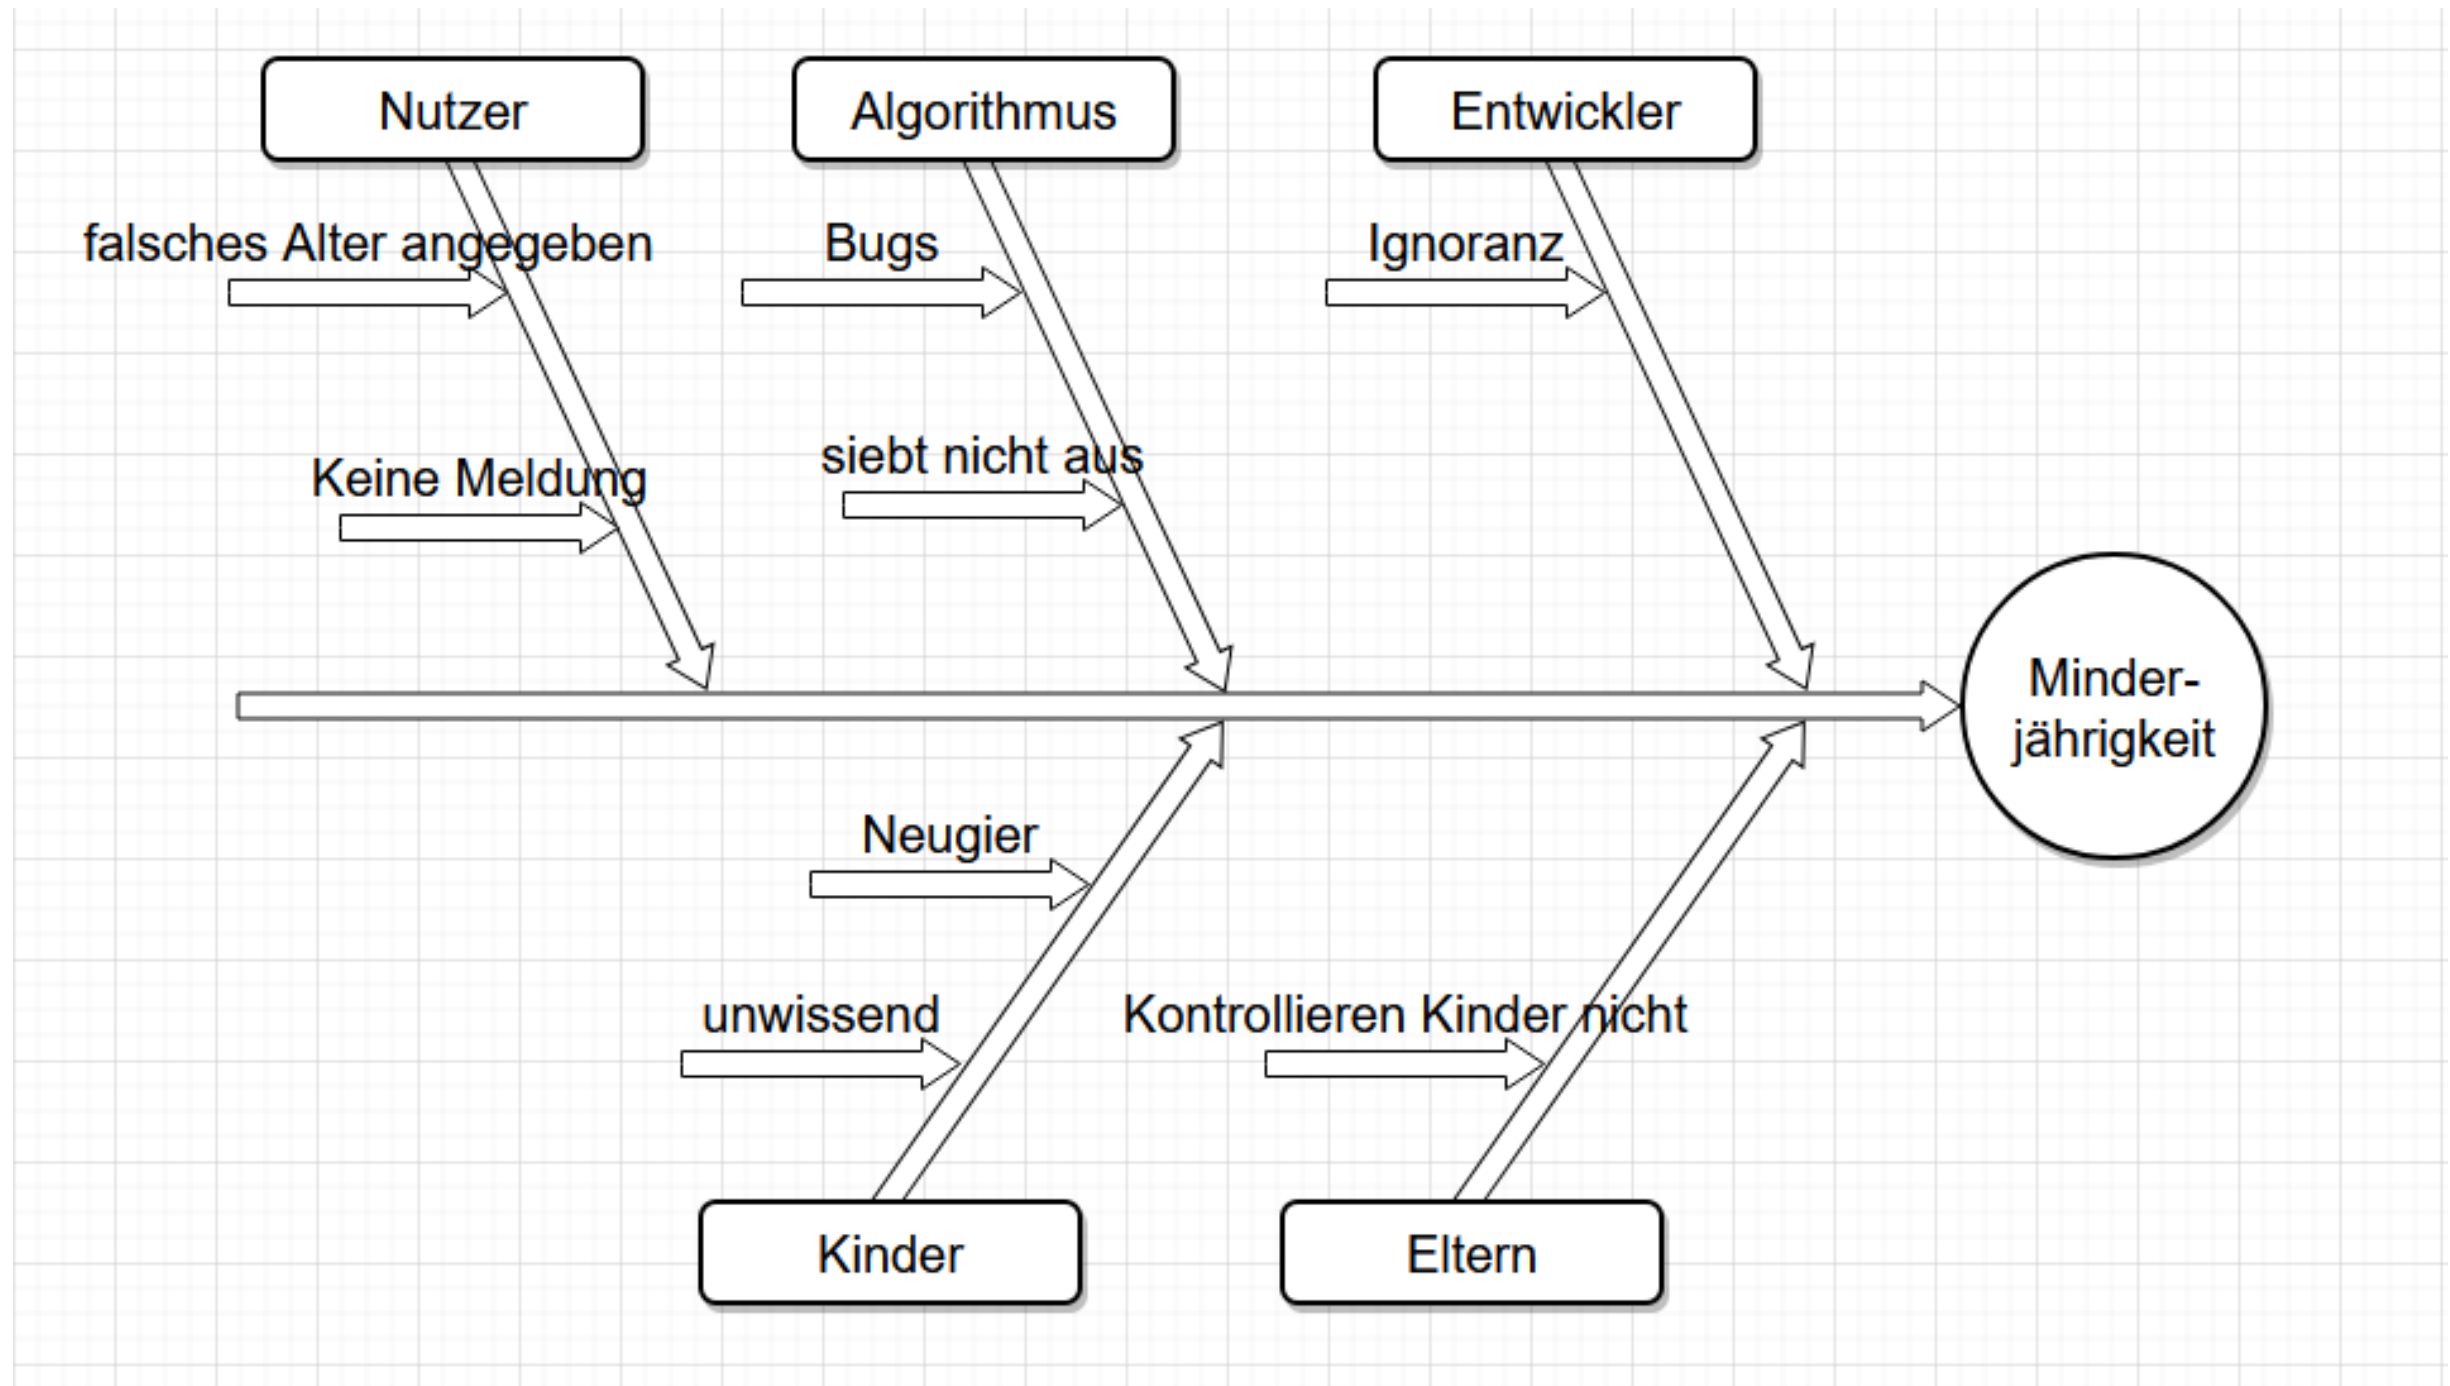 Nutzer
Algorithmus
Entwickler
falsches Alter angegeben
Bugs
Ignoranz
Keine Meldung
siebt nicht aus
Minder-
jährigkeit
Neugier
unwissend
Kontrollieren Kinder nicht
Kinder
Eltern